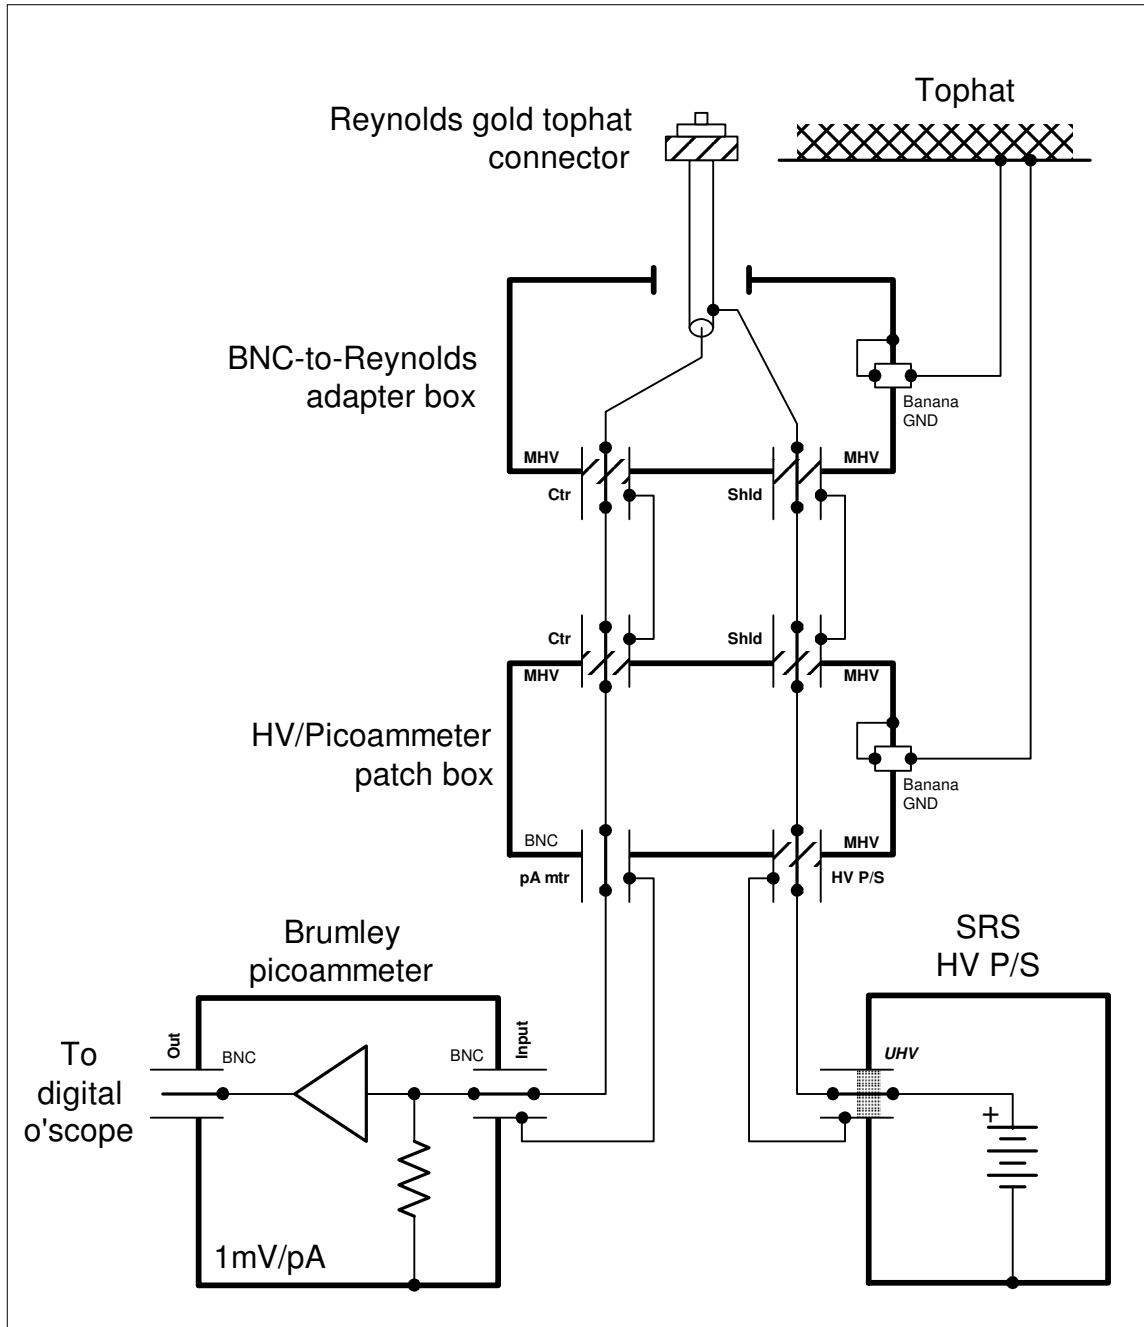 Tophat
Reynolds gold tophat
connector
BNC-to-Reynolds
adapter box
Banana
GND
MHV
MHV
Ctr
Shld
Ctr
Shld
MHV
MHV
HV/Picoammeter
patch box
Banana
GND
BNC
MHV
pA mtr
HV P/S
Brumley
picoammeter
SRS
HV P/S
To
digital
o'scope
Out
BNC
BNC
Input
UHV
+
1mV/pA